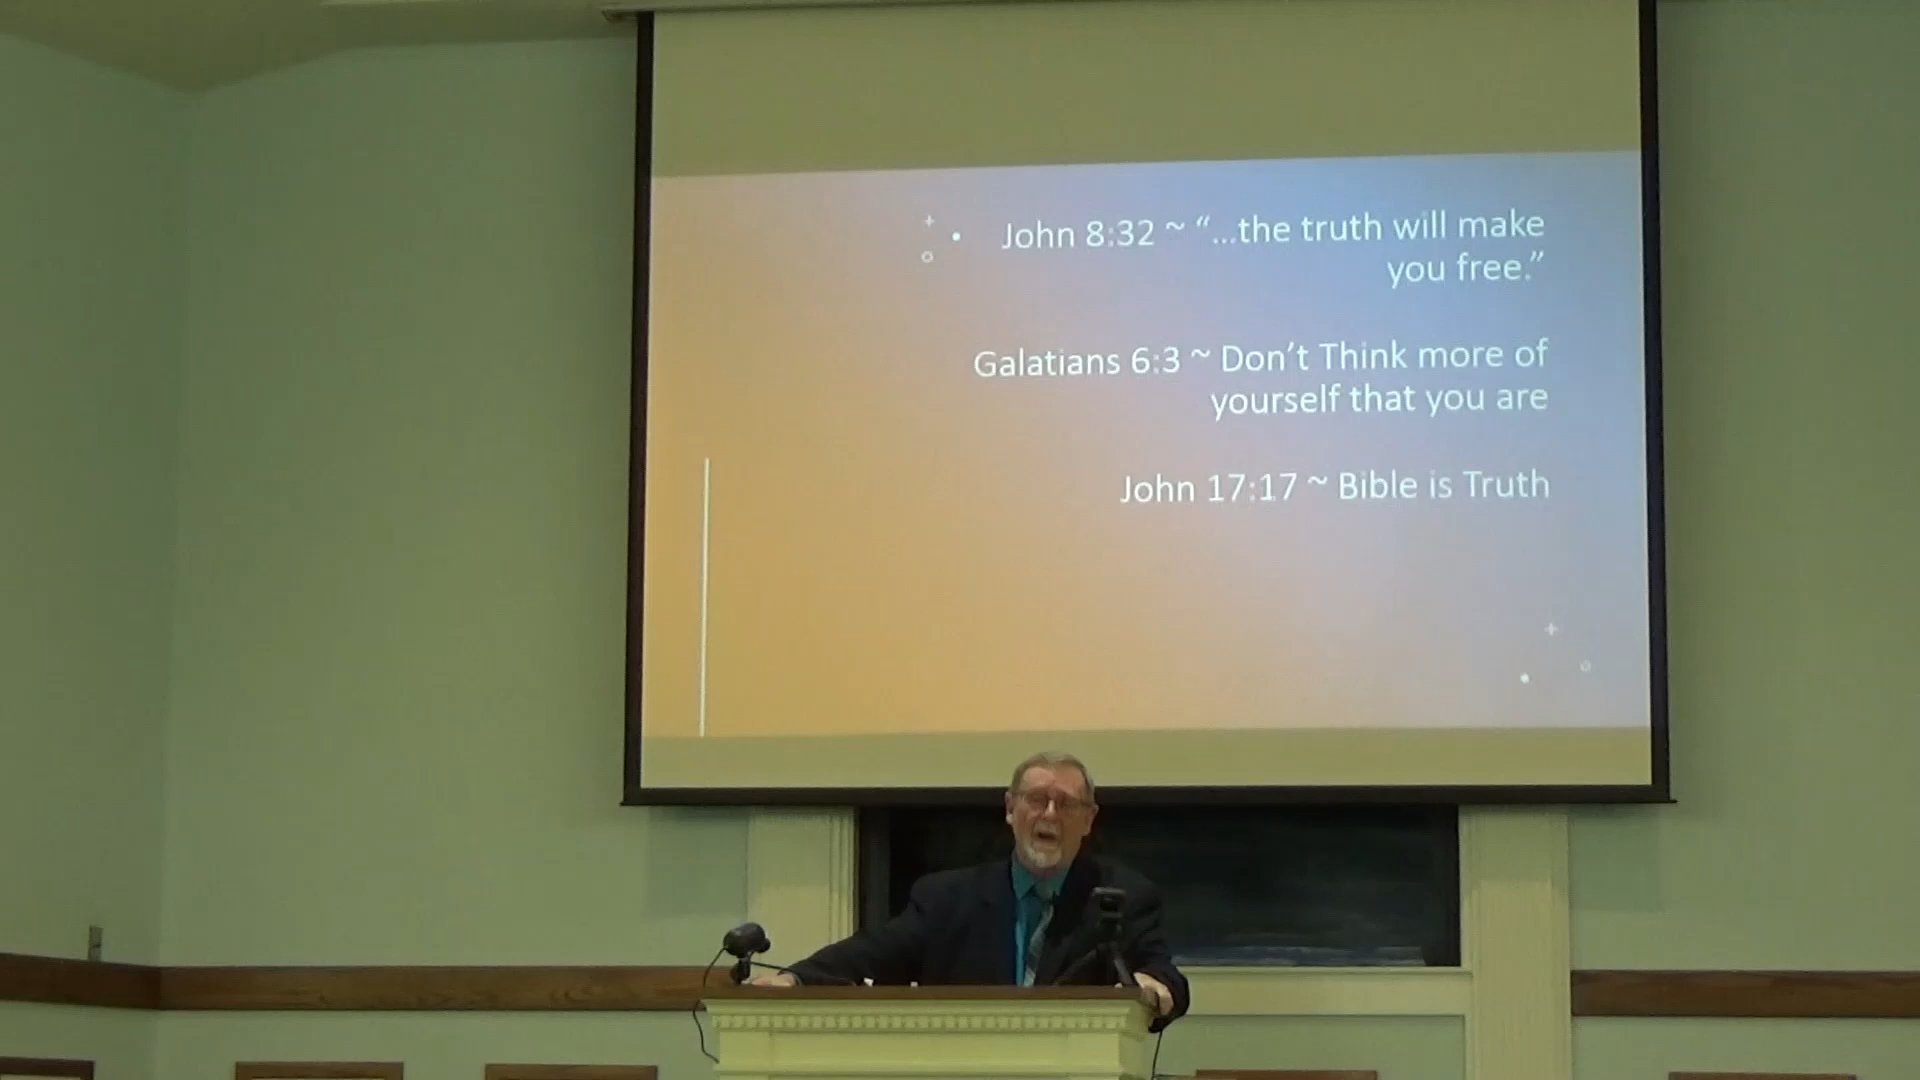 • John 8:32 ~ “...the truth will make
you free.”
Galatians 6:3 ~ Don’t Think more of
yourself that you are
John 17:17 ~ Bible is Truth